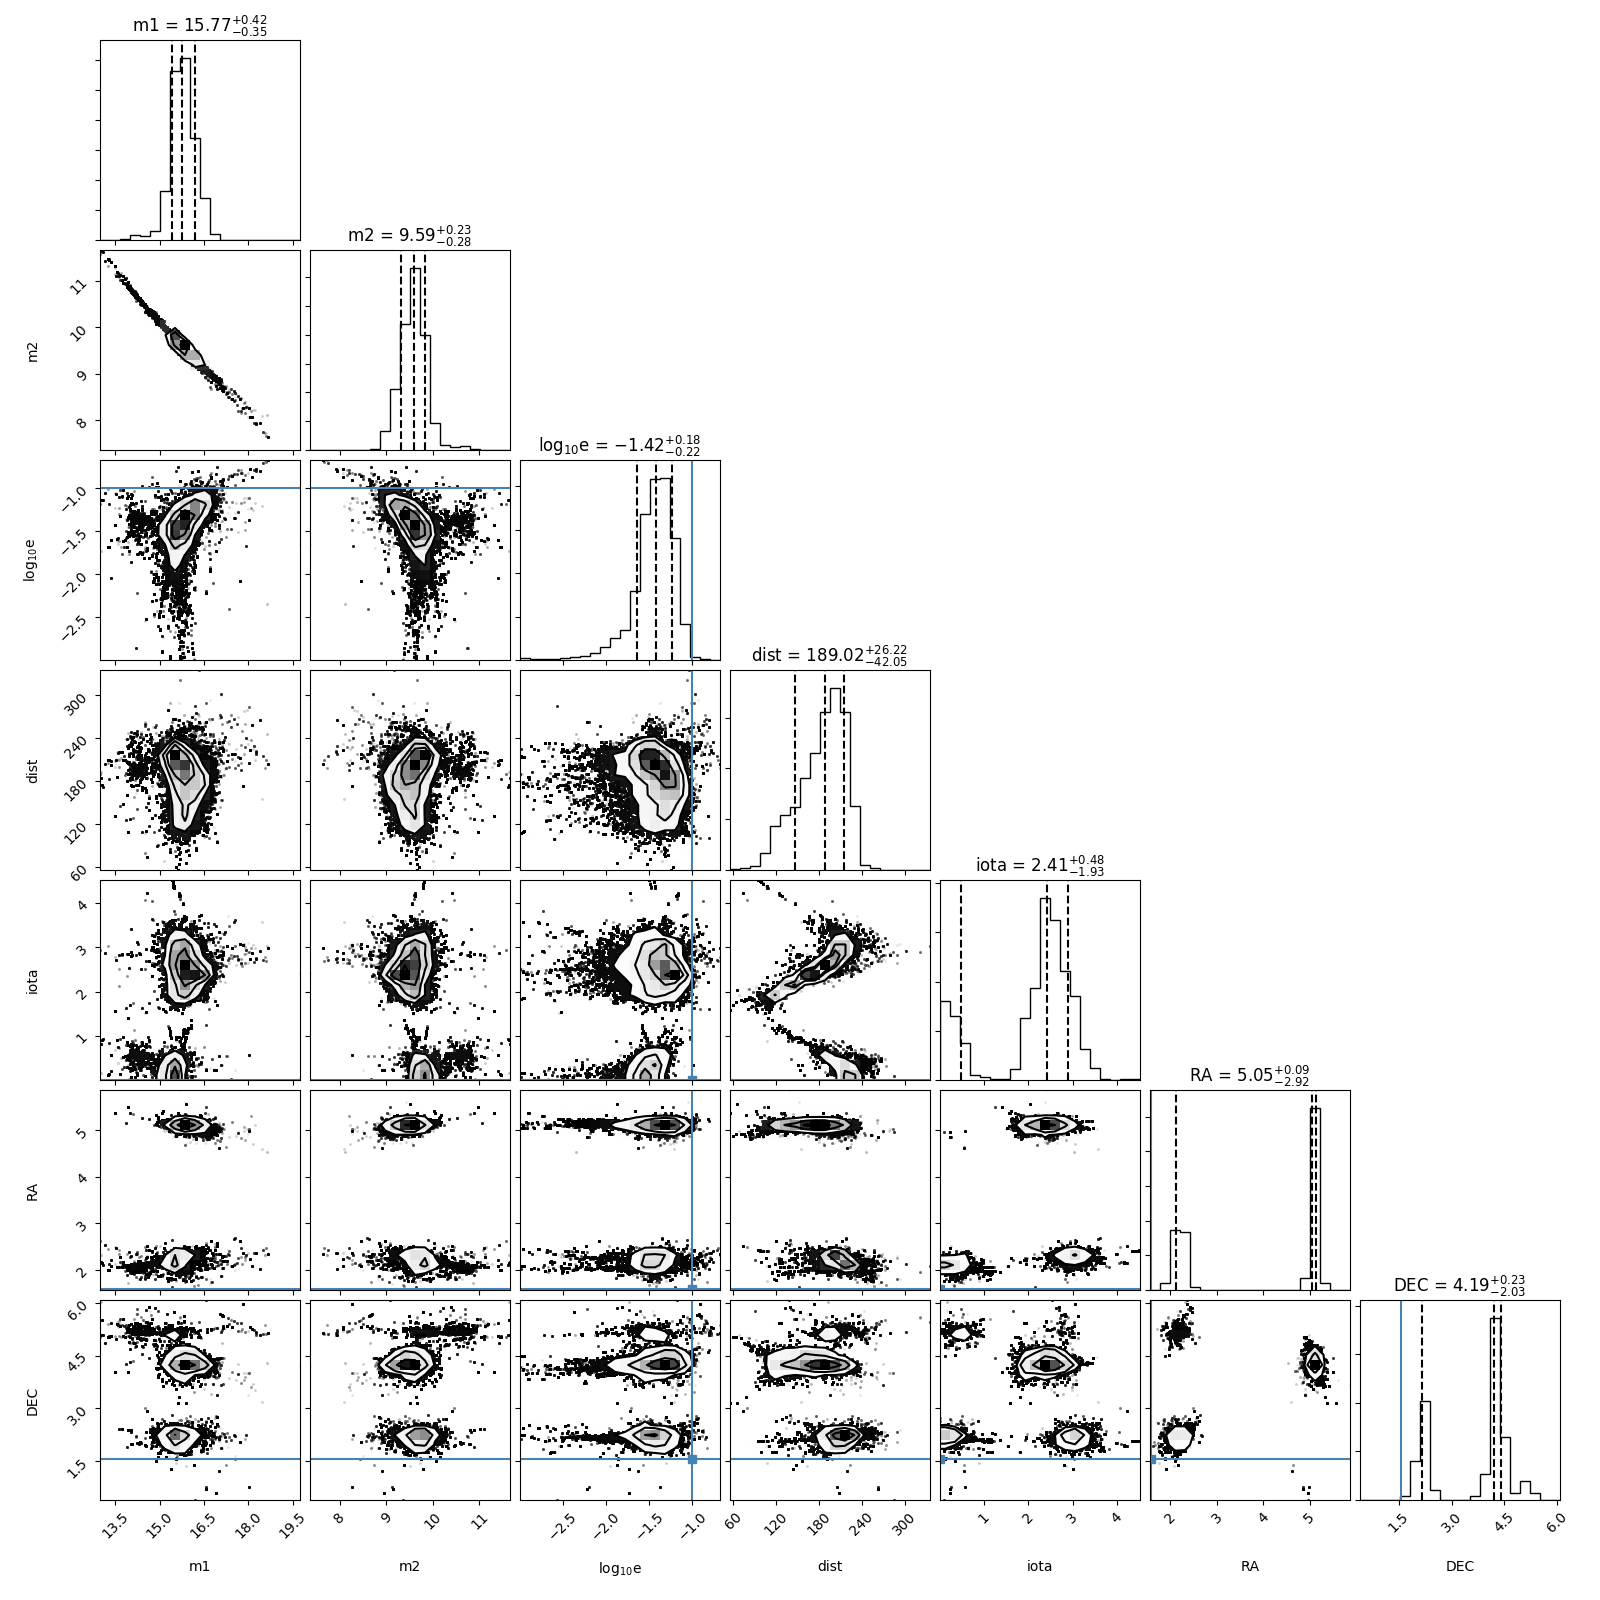 m1 = 15.77+0.42−0.35
m2 = 9.59+0.23−0.28
m2
11
10
9
8
log10e = −1.42+0.18−0.22
log10e
−1.0
−1.5
−2.0
−2.5
dist = 189.02+26.22−42.05
dist
300
240
180
120
60
iota = 2.41+0.48−1.93
iota
4
3
2
1
RA = 5.05+0.09−2.92
RA
5
4
3
2
DEC = 4.19+0.23−2.03
DEC
6.0
4.5
3.0
1.5
13.5 15.0 16.5 18.0 19.5 8 9 10 11 −2.5 −2.0 −1.5 −1.0 60 120 180 240 300 1 2 3 4 2 3 4 5 1.5 3.0 4.5 6.0
m1 m2 log10e dist iota RA DEC